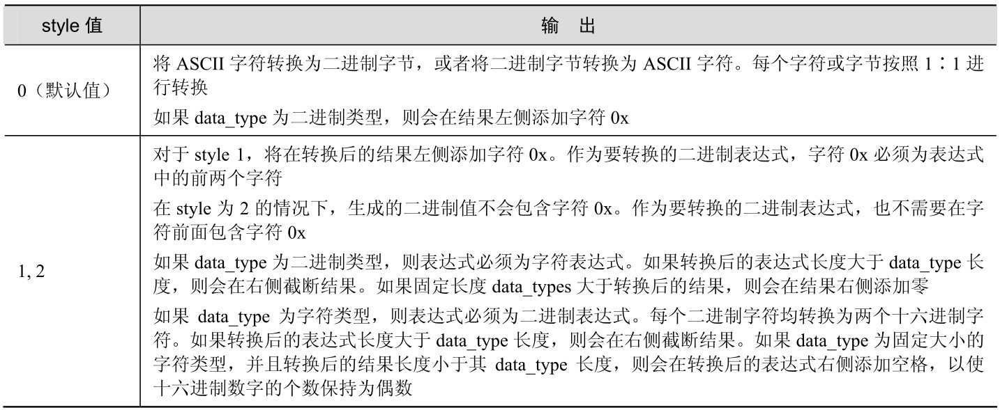 style 值 输 出
0（默认值）
将 ASCII 字符转换为二进制字节，或者将二进制字节转换为 ASCII 字符。每个字符或字节按照 1∶1 进
行转换
如果 data_type 为二进制类型，则会在结果左侧添加字符 0x
1, 2
对于 style 1，将在转换后的结果左侧添加字符 0x。作为要转换的二进制表达式，字符 0x 必须为表达式
中的前两个字符
在 style 为 2 的情况下，生成的二进制值不会包含字符 0x。作为要转换的二进制表达式，也不需要在字
符前面包含字符 0x
如果 data_type 为二进制类型，则表达式必须为字符表达式。如果转换后的表达式长度大于 data_type 长
度，则会在右侧截断结果。如果固定长度 data_types 大于转换后的结果，则会在结果右侧添加零
如果 data_type 为字符类型，则表达式必须为二进制表达式。每个二进制字符均转换为两个十六进制字
符。如果转换后的表达式长度大于 data_type 长度，则会在右侧截断结果。如果 data_type 为固定大小的
字符类型，并且转换后的结果长度小于其 data_type 长度，则会在转换后的表达式右侧添加空格，以使
十六进制数字的个数保持为偶数